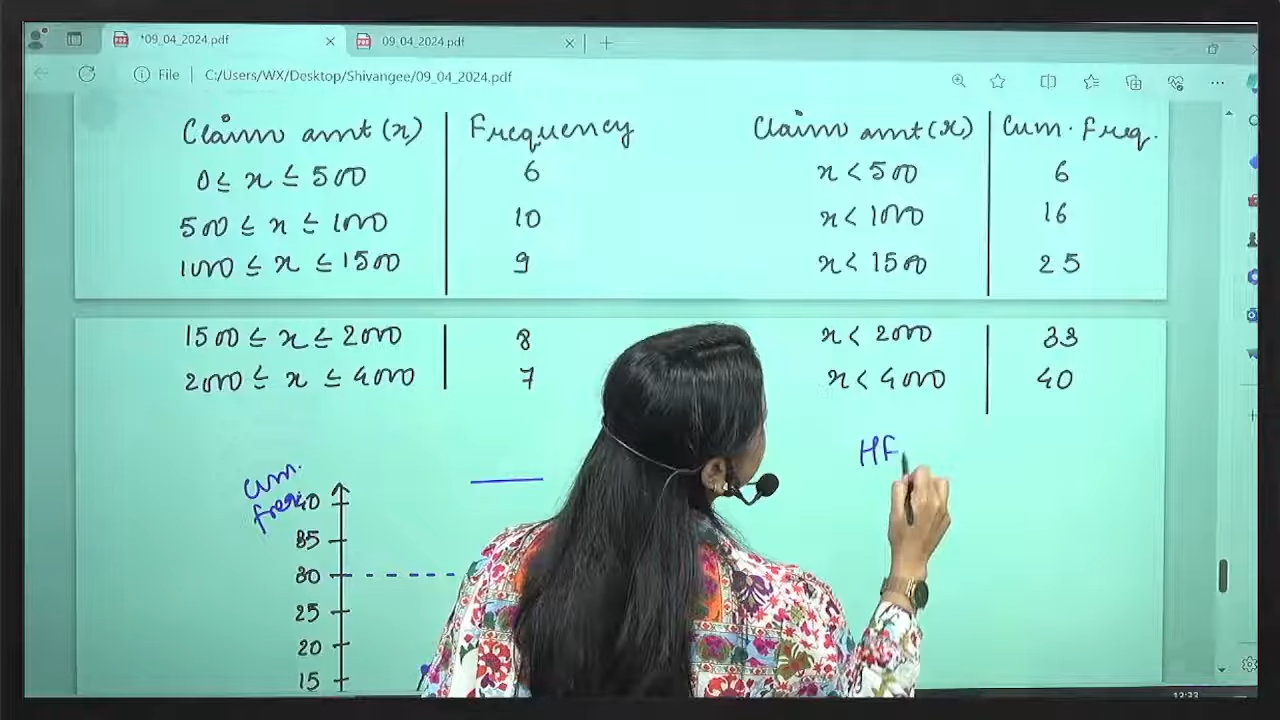 *09_04_2024.pdf
09_04_2024.pdf
File
C:/Users/WX/Desktop/Shivangee/09_04_2024.pdf
Claim amt (x) Frequency
0 ≤ x ≤ 500 6
500 ≤ x ≤ 1000 10
1000 ≤ x ≤ 1500 9
1500 ≤ x ≤ 2000 8
2000 ≤ x ≤ 4000 7
Claim amt (x) Cum. Freq.
x < 500 6
x < 1000 16
x < 1500 25
x < 2000 33
x < 4000 40
HF
Cum.
freq.
40
35
30
25
20
15